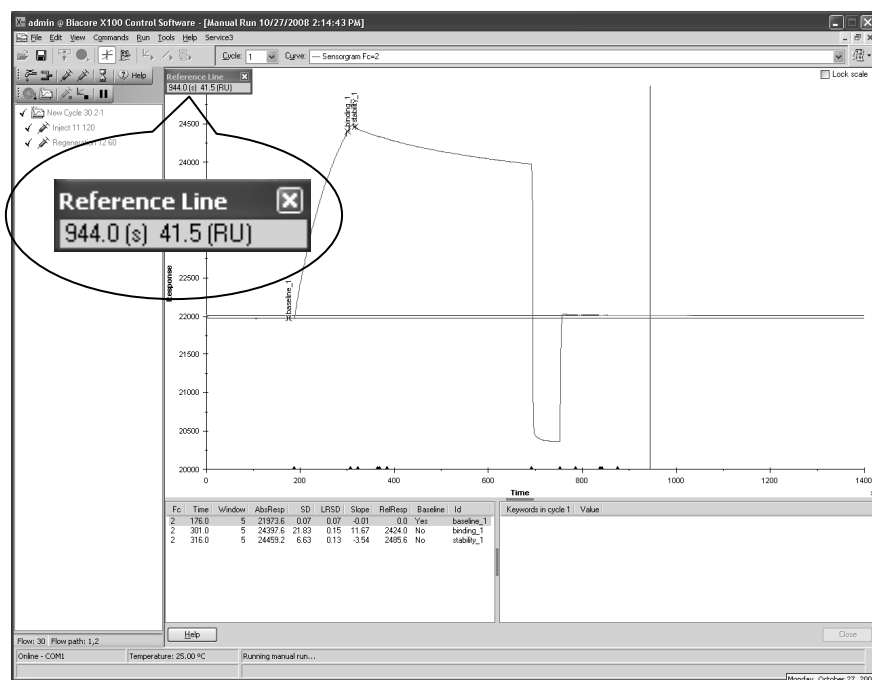 admin @ Biacore X100 Control Software - [Manual Run 10/27/2008 2:14:43 PM]
File Edit View Commands Run Tools Help Service3
Cycle: 1 Curve: — Sensorgram Fc=2
Help
Lock scale
Reference Line
944.0 (s) 41.5 (RU)
New Cycle 30 2-1
Inject 11 120
Regeneration 12 60
Reference Line
944.0 (s) 41.5 (RU)
24500
24000
22500
22000
21500
21000
20500
20000
Response
baseline_1
binding_1
stability_1
0 200 400 600 800 1000 1200 1400
Time s
Fc Time Window AbsResp SD LRSD Slope RelResp Baseline Id
2 176.0 5 21973.6 0.07 0.07 -0.01 0.0 Yes baseline_1
2 301.0 5 24397.6 21.83 0.15 11.67 2424.0 No binding_1
2 316.0 5 24459.2 6.63 0.13 -3.54 2485.6 No stability_1
Keywords in cycle 1 Value
Help
Close
Flow: 30 Flow path: 1,2
Online - COM1 Temperature: 25.00 °C Running manual run...
Monday, October 27, 200